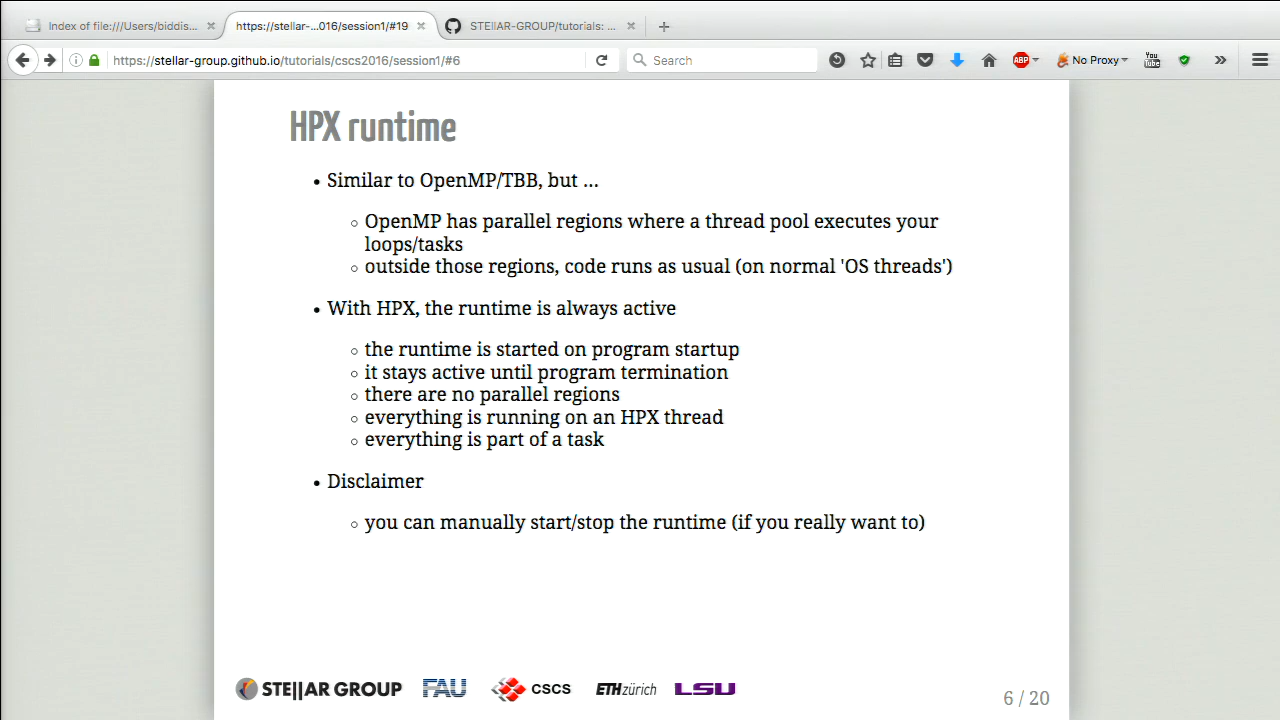 Index of file:///Users/biddis...
https://stellar-...016/session1/#19
STE||AR-GROUP/tutorials: ...
https://stellar-group.github.io/tutorials/cscs2016/session1/#6
Search
ABP
No Proxy
You Tube
HPX runtime
• Similar to OpenMP/TBB, but ...
◦ OpenMP has parallel regions where a thread pool executes your
loops/tasks
◦ outside those regions, code runs as usual (on normal 'OS threads')
• With HPX, the runtime is always active
◦ the runtime is started on program startup
◦ it stays active until program termination
◦ there are no parallel regions
◦ everything is running on an HPX thread
◦ everything is part of a task
• Disclaimer
◦ you can manually start/stop the runtime (if you really want to)
STE||AR GROUP
FAU
CSCS
ETH zürich
LSU
6 / 20